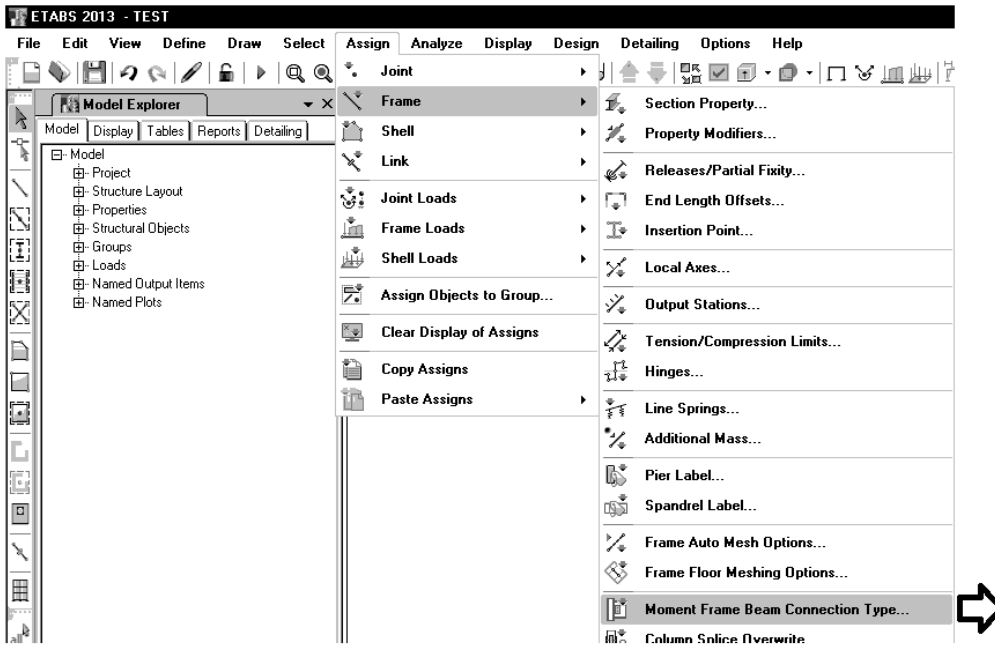 ETABS 2013 - TEST
File Edit View Define Draw Select Assign Analyze Display Design Detailing Options Help
Model Explorer
Model Display Tables Reports Detailing
Model
Project
Structure Layout
Properties
Structural Objects
Groups
Loads
Named Output Items
Named Plots
Joint
Frame
Shell
Link
Joint Loads
Frame Loads
Shell Loads
Assign Objects to Group...
Clear Display of Assigns
Copy Assigns
Paste Assigns
Section Property...
Property Modifiers...
Releases/Partial Fixity...
End Length Offsets...
Insertion Point...
Local Axes...
Output Stations...
Tension/Compression Limits...
Hinges...
Line Springs...
Additional Mass...
Pier Label...
Spandrel Label...
Frame Auto Mesh Options...
Frame Floor Meshing Options...
Moment Frame Beam Connection Type...
Column Splice Overwrite
all